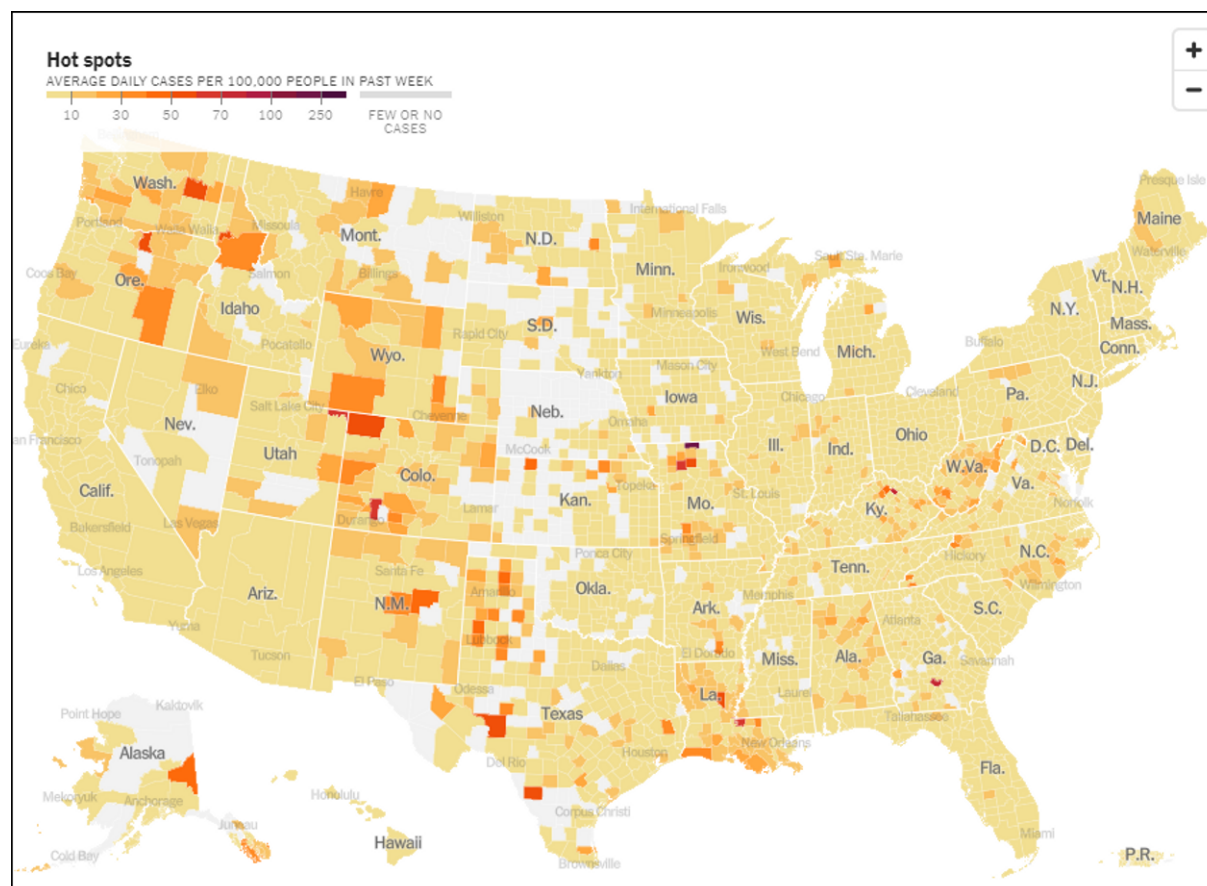 Hot spots
AVERAGE DAILY CASES PER 100,000 PEOPLE IN PAST WEEK
10 30 50 70 100 250 FEW OR NO
CASES
+
−
Presque Isle
Wash.
Havre
Portland
Walla Walla
Missoula
Williston
International Falls
Maine
Mont.
N.D.
Waterville
Coos Bay
Ore.
Salmon
Billings
Minn.
Ironwood
Sault Ste. Marie
Vt.
N.H.
Idaho
Rapid City
S.D.
Minneapolis
Wis.
N.Y.
Mass.
Eureka
Pocatello
Wyo.
West Bend
Mich.
Buffalo
Conn.
Yankton
Mason City
Chico
Elko
Salt Lake City
Cheyenne
Neb.
Iowa
Omaha
Chicago
Cleveland
Pa.
N.J.
San Francisco
Nev.
Utah
McCook
Ill.
Ind.
Ohio
D.C.
Del.
Tonopah
Colo.
W.Va.
Calif.
Kan.
Topeka
Mo.
St. Louis
Va.
Norfolk
Bakersfield
Las Vegas
Durango
Lamar
Springfield
Ky.
Ponca City
Hickory
N.C.
Los Angeles
Santa Fe
Tenn.
Wilmington
Ariz.
N.M.
Amarillo
Okla.
Memphis
Ark.
S.C.
Yuma
Lubbock
Atlanta
Tucson
El Dorado
Miss.
Ala.
Ga.
Savannah
El Paso
Odessa
Dallas
La.
Laurel
Kaktovik
Point Hope
Texas
Tallahassee
Alaska
Houston
New Orleans
Del Rio
Fla.
Mekoryuk
Anchorage
Honolulu
Corpus Christi
Juneau
Miami
Cold Bay
Hawaii
Brownsville
P.R.